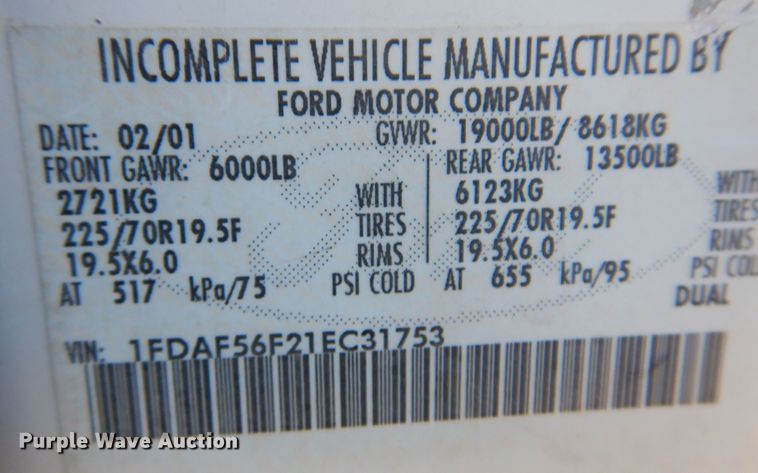 INCOMPLETE VEHICLE MANUFACTURED BY
FORD MOTOR COMPANY
DATE: 02/01 GVWR: 19000LB/ 8618KG
FRONT GAWR: 6000LB REAR GAWR: 13500LB
2721KG WITH 6123KG WITH
225/70R19.5F TIRES 225/70R19.5F TIRES
19.5X6.0 RIMS 19.5X6.0 RIMS
AT 517 kPa/75 PSI COLD AT 655 kPa/95 PSI COL
DUAL
VIN: 1FDAF56F21EC31753
Purple Wave Auction